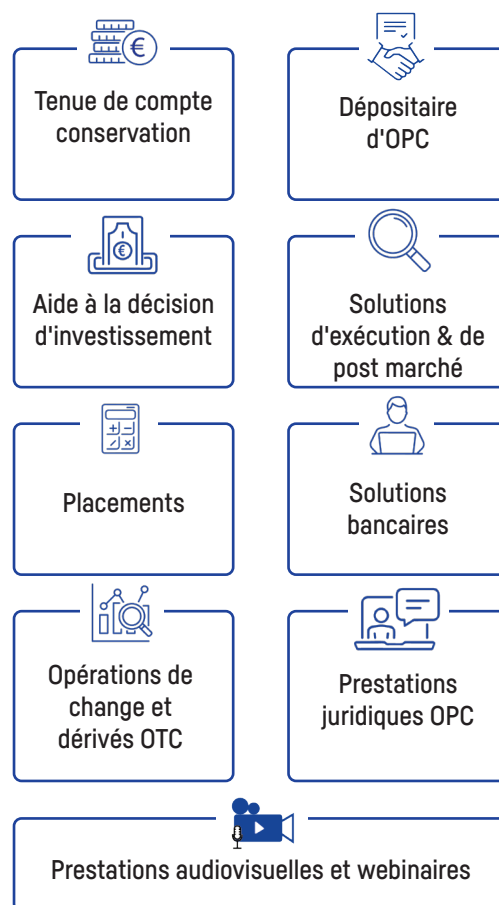 Tenue de compte
conservation
Dépositaire
d'OPC
Aide à la décision
d'investissement
Solutions
d'exécution & de
post marché
Placements
Solutions
bancaires
Opérations de
change et
dérivés OTC
Prestations
juridiques OPC
Prestations audiovisuelles et webinaires